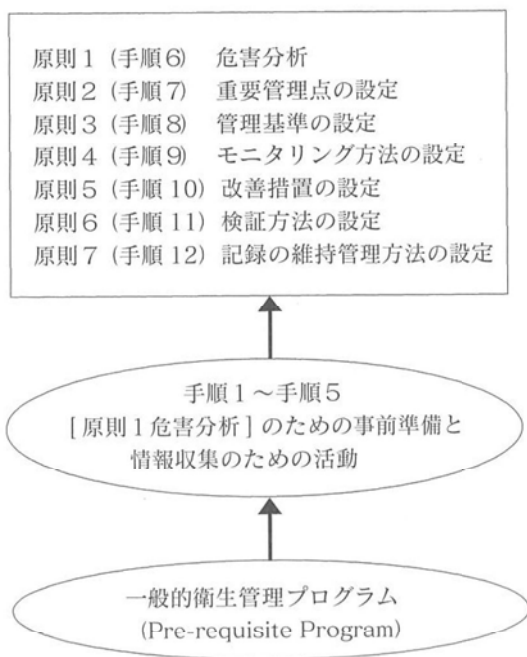 原則1 (手順6) 危害分析
原則2 (手順7) 重要管理点の設定
原則3 (手順8) 管理基準の設定
原則4 (手順9) モニタリング方法の設定
原則5 (手順10) 改善措置の設定
原則6 (手順11) 検証方法の設定
原則7 (手順12) 記録の維持管理方法の設定
手順1～手順5
[原則1危害分析]のための事前準備と
情報収集のための活動
一般的衛生管理プログラム
(Pre-requisite Program)